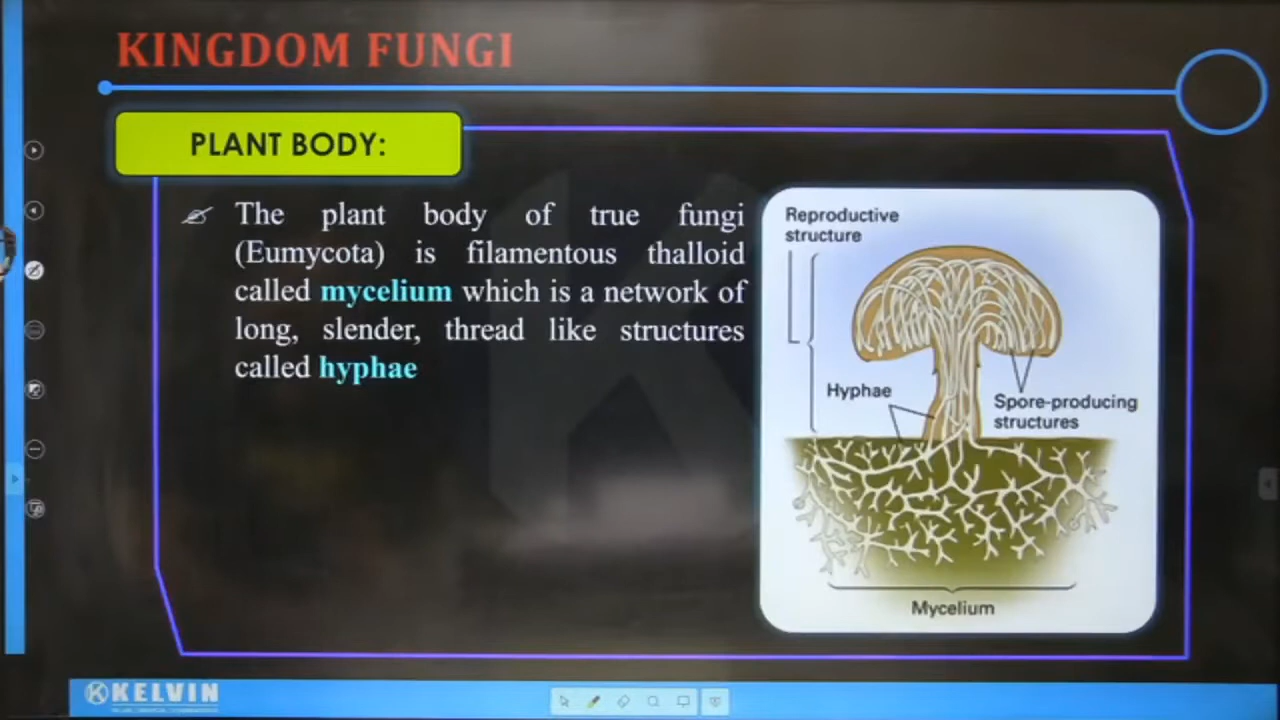 KINGDOM FUNGI
PLANT BODY:
The plant body of true fungi
(Eumycota) is filamentous thalloid
called mycelium which is a network of
long, slender, thread like structures
called hyphae
Reproductive
structure
Hyphae
Spore-producing
structures
Mycelium
KELVIN